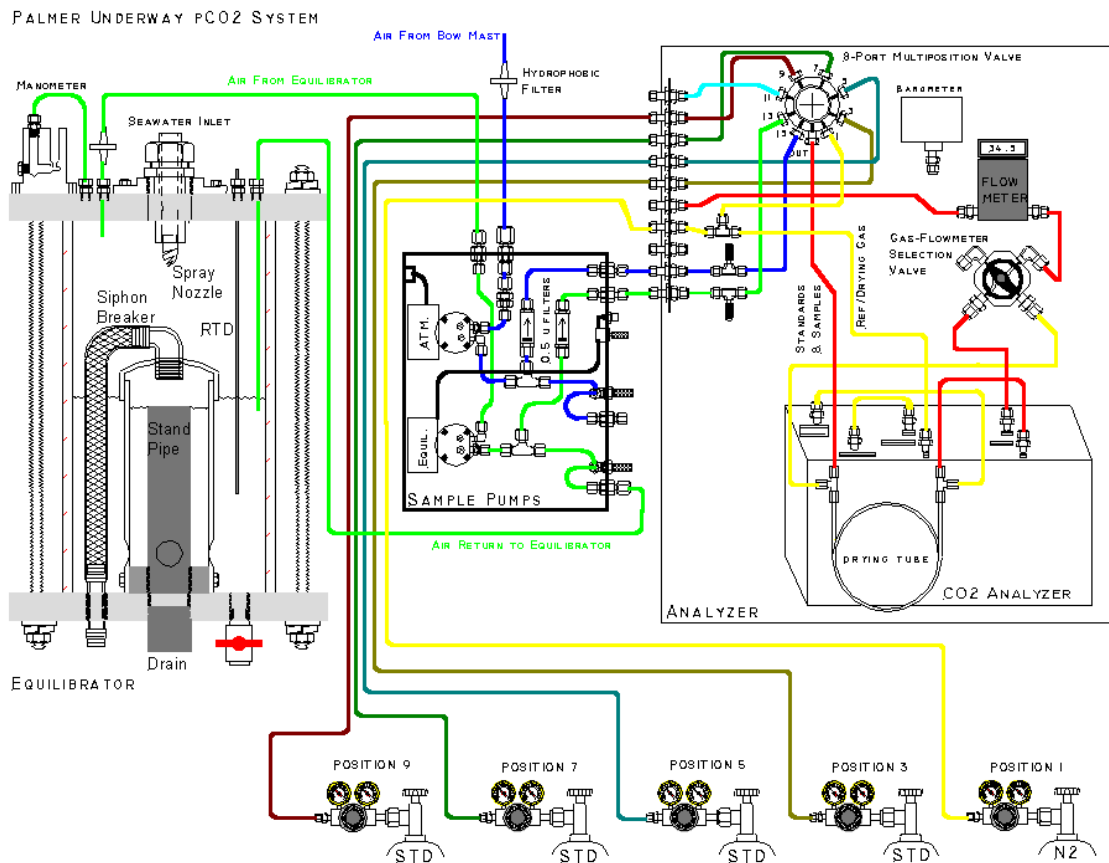 PALMER UNDERWAY PCO2 SYSTEM
AIR FROM BOW MAST
8-PORT MULTIPOSITION VALVE
AIR FROM EQUILIBRATOR
HYDROPHOBIC
FILTER
MANOMETER
SEAWATER INLET
BAROMETER
9
7
5
11
3
13
15
1
OUT
34.5
FLOW
METER
GAS-FLOWMETER
SELECTION
VALVE
Spray
Nozzle
Siphon
Breaker
RTD
STANDARDS
& SAMPLES
REF/DRYING GAS
ATM.
0.5 U FILTERS
Stand
Pipe
EQUIL.
SAMPLE PUMPS
AIR RETURN TO EQUILIBRATOR
DRYING TUBE
CO2 ANALYZER
ANALYZER
Drain
EQUILIBRATOR
POSITION 9
POSITION 7
POSITION 5
POSITION 3
POSITION 1
STD
STD
STD
STD
N2